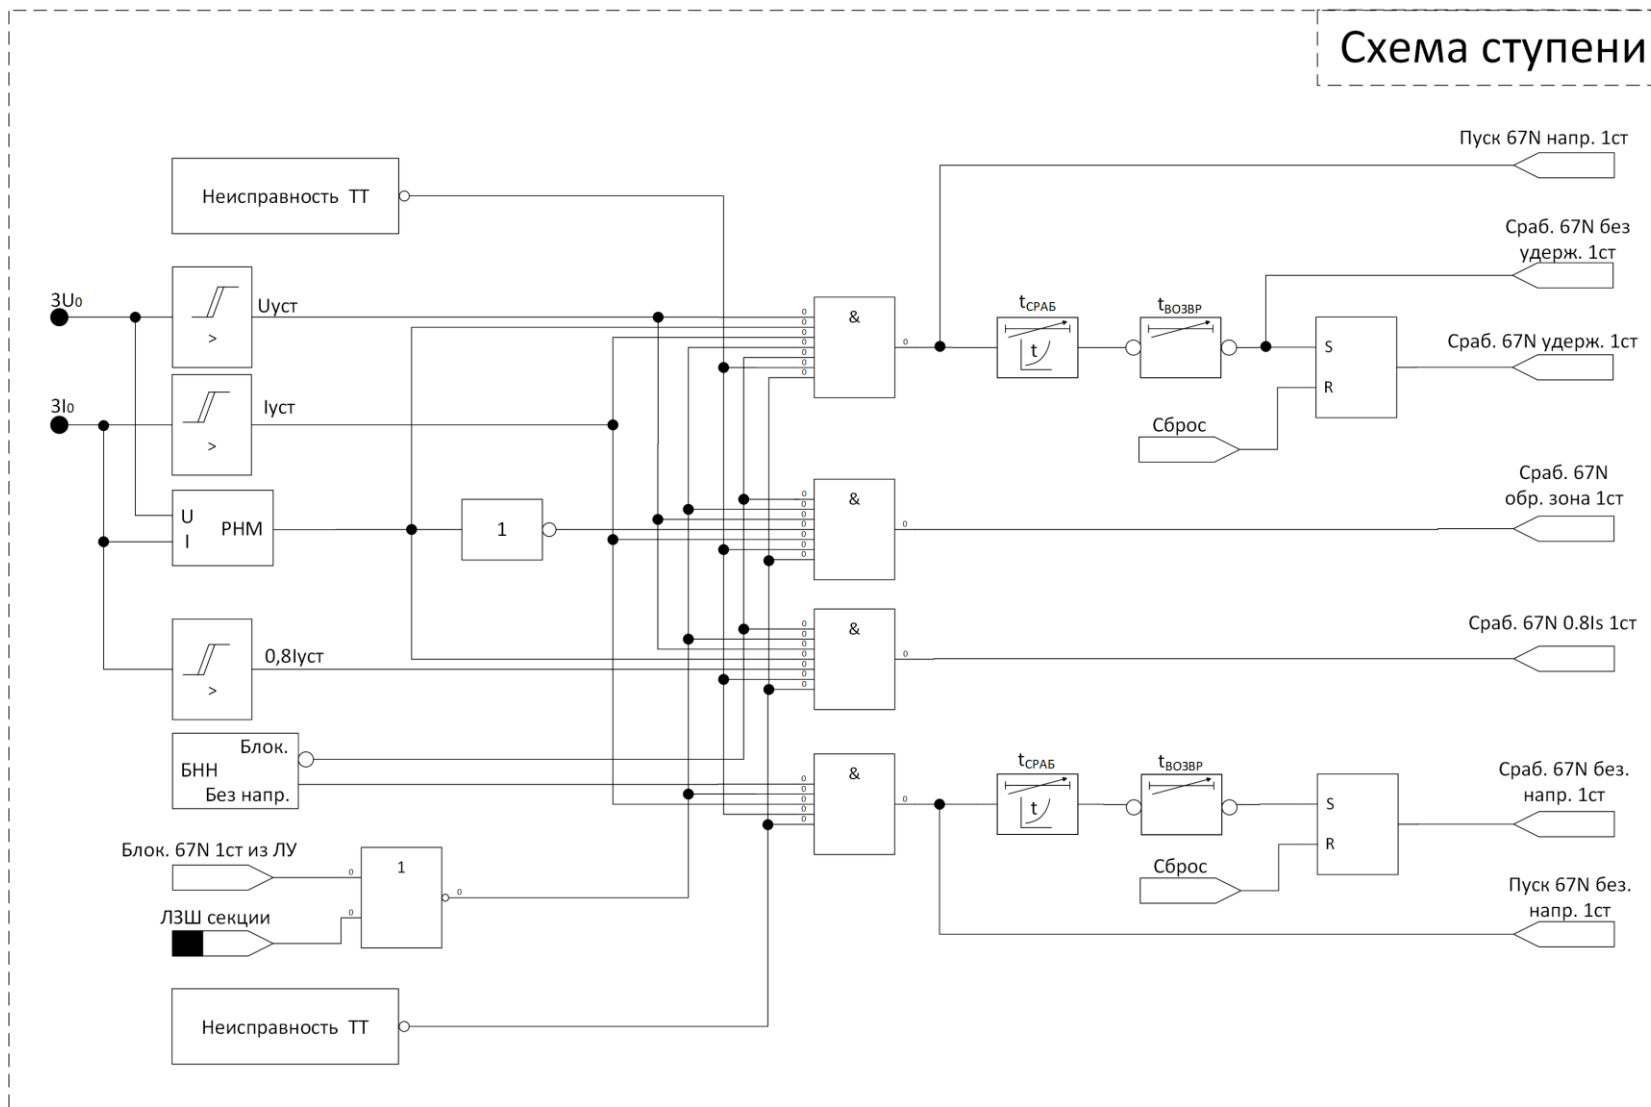 Схема ступени
Пуск 67N напр. 1ст
Неисправность ТТ
Сраб. 67N без
удерж. 1ст
3U0
Uуст
>
&
tСРАБ
tВОЗВР
t
S
R
Сраб. 67N удерж. 1ст
3I0
Iуст
>
Сброс
U
I
РНМ
1
&
Сраб. 67N
обр. зона 1ст
0,8Iуст
>
&
Сраб. 67N 0.8Is 1ст
Блок.
БНН
Без напр.
&
tСРАБ
tВОЗВР
t
S
R
Сраб. 67N без.
напр. 1ст
Блок. 67N 1ст из ЛУ
1
Сброс
ЛЗШ секции
Пуск 67N без.
напр. 1ст
Неисправность ТТ